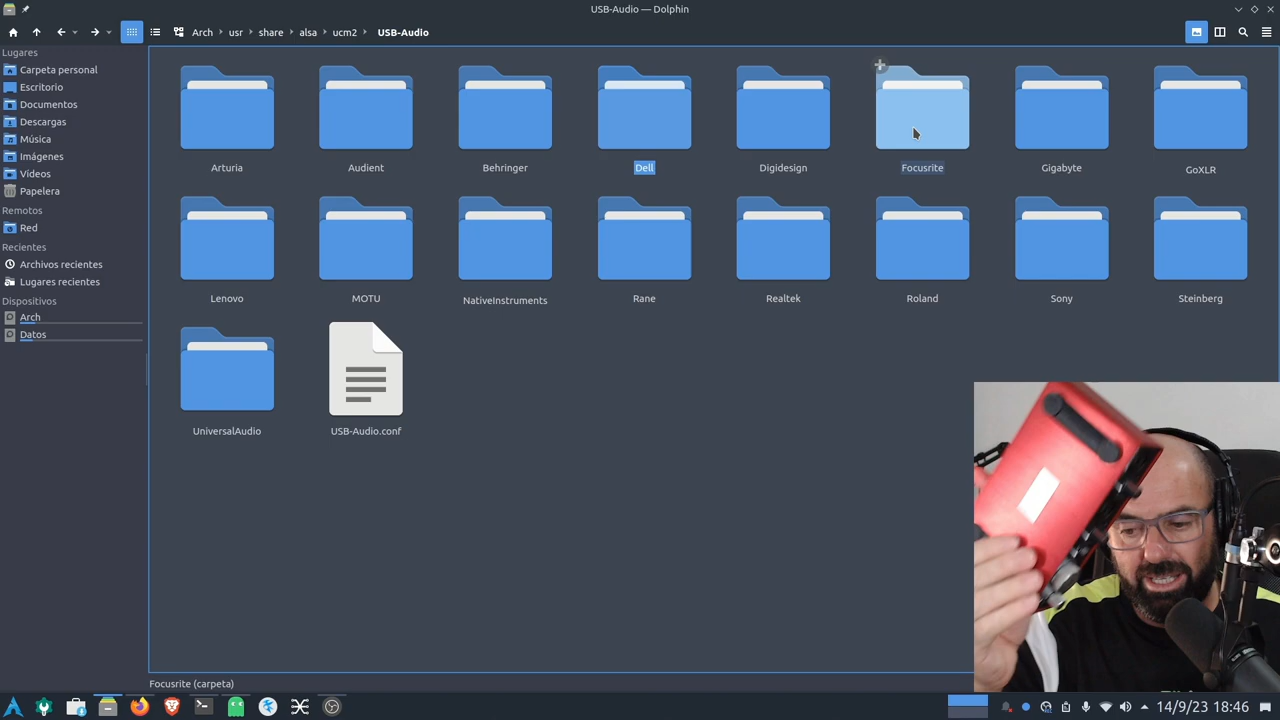 USB-Audio — Dolphin
Arch
usr
share
alsa
ucm2
USB-Audio
Lugares
Carpeta personal
Escritorio
Documentos
Descargas
Música
Imágenes
Vídeos
Papelera
Remotos
Red
Recientes
Archivos recientes
Lugares recientes
Dispositivos
Arch
Datos
Arturia
Audient
Behringer
Dell
Digidesign
Focusrite
Gigabyte
GoXLR
Lenovo
MOTU
NativeInstruments
Rane
Realtek
Roland
Sony
Steinberg
UniversalAudio
USB-Audio.conf
Focusrite (carpeta)
14/9/23 18:46